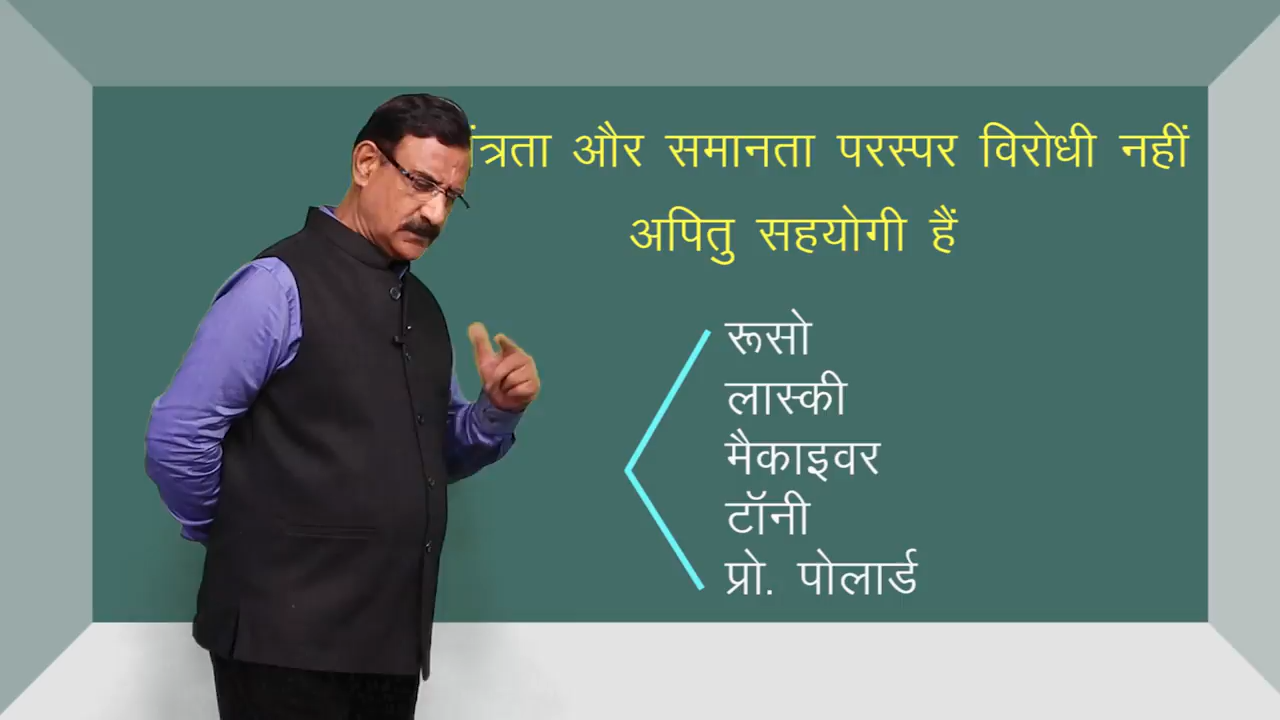 और समानता परस्पर विरोधी नहीं
अपितु सहयोगी हैं
रूसो
लास्की
मैकाइवर
टॉनी
प्रो. पोलार्ड